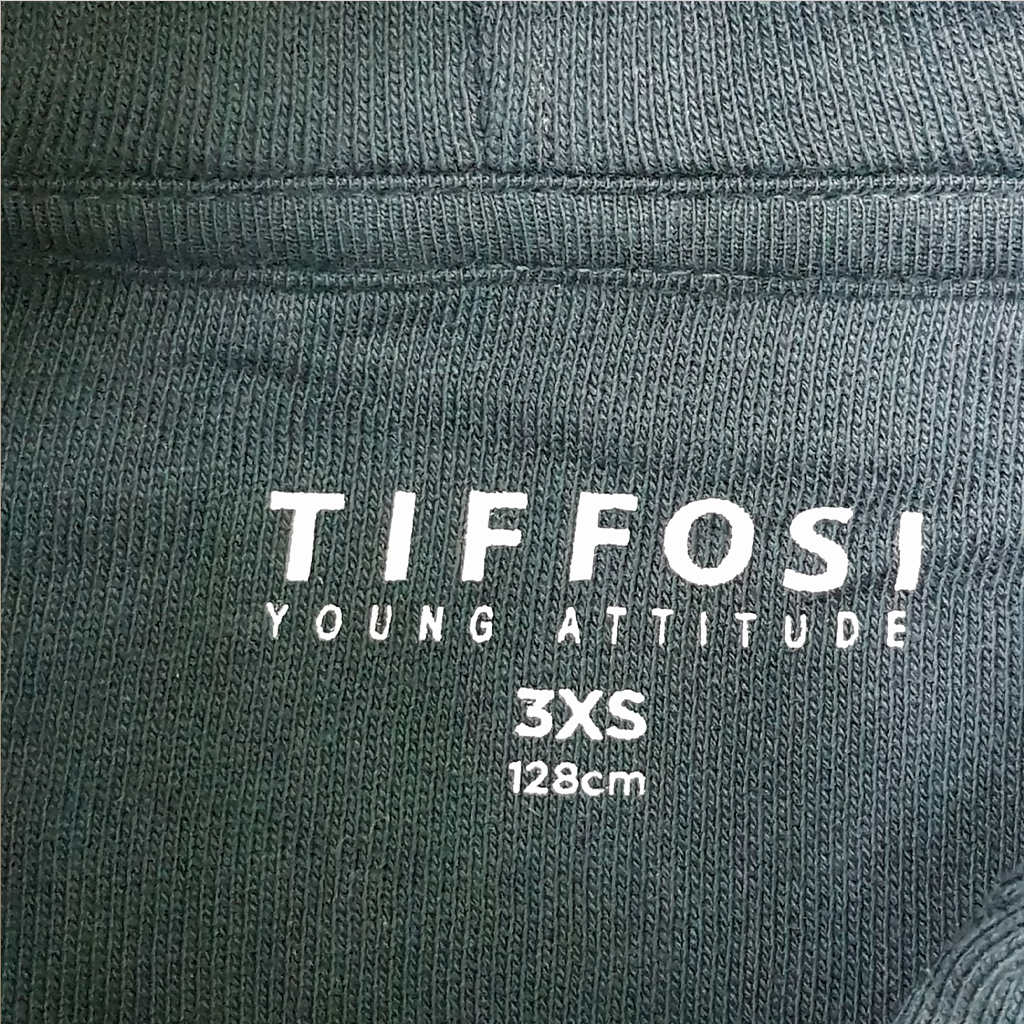 TIFFOSI
YOUNG ATTITUDE
3XS
128cm